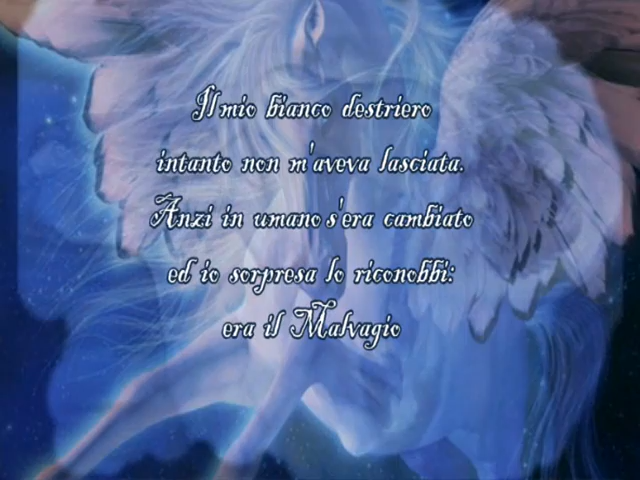 Il mio bianco destriero
intanto non m'aveva lasciata.
Anzi in umano s'era cambiato
ed io sorpresa lo riconobbi:
era il Malvagio